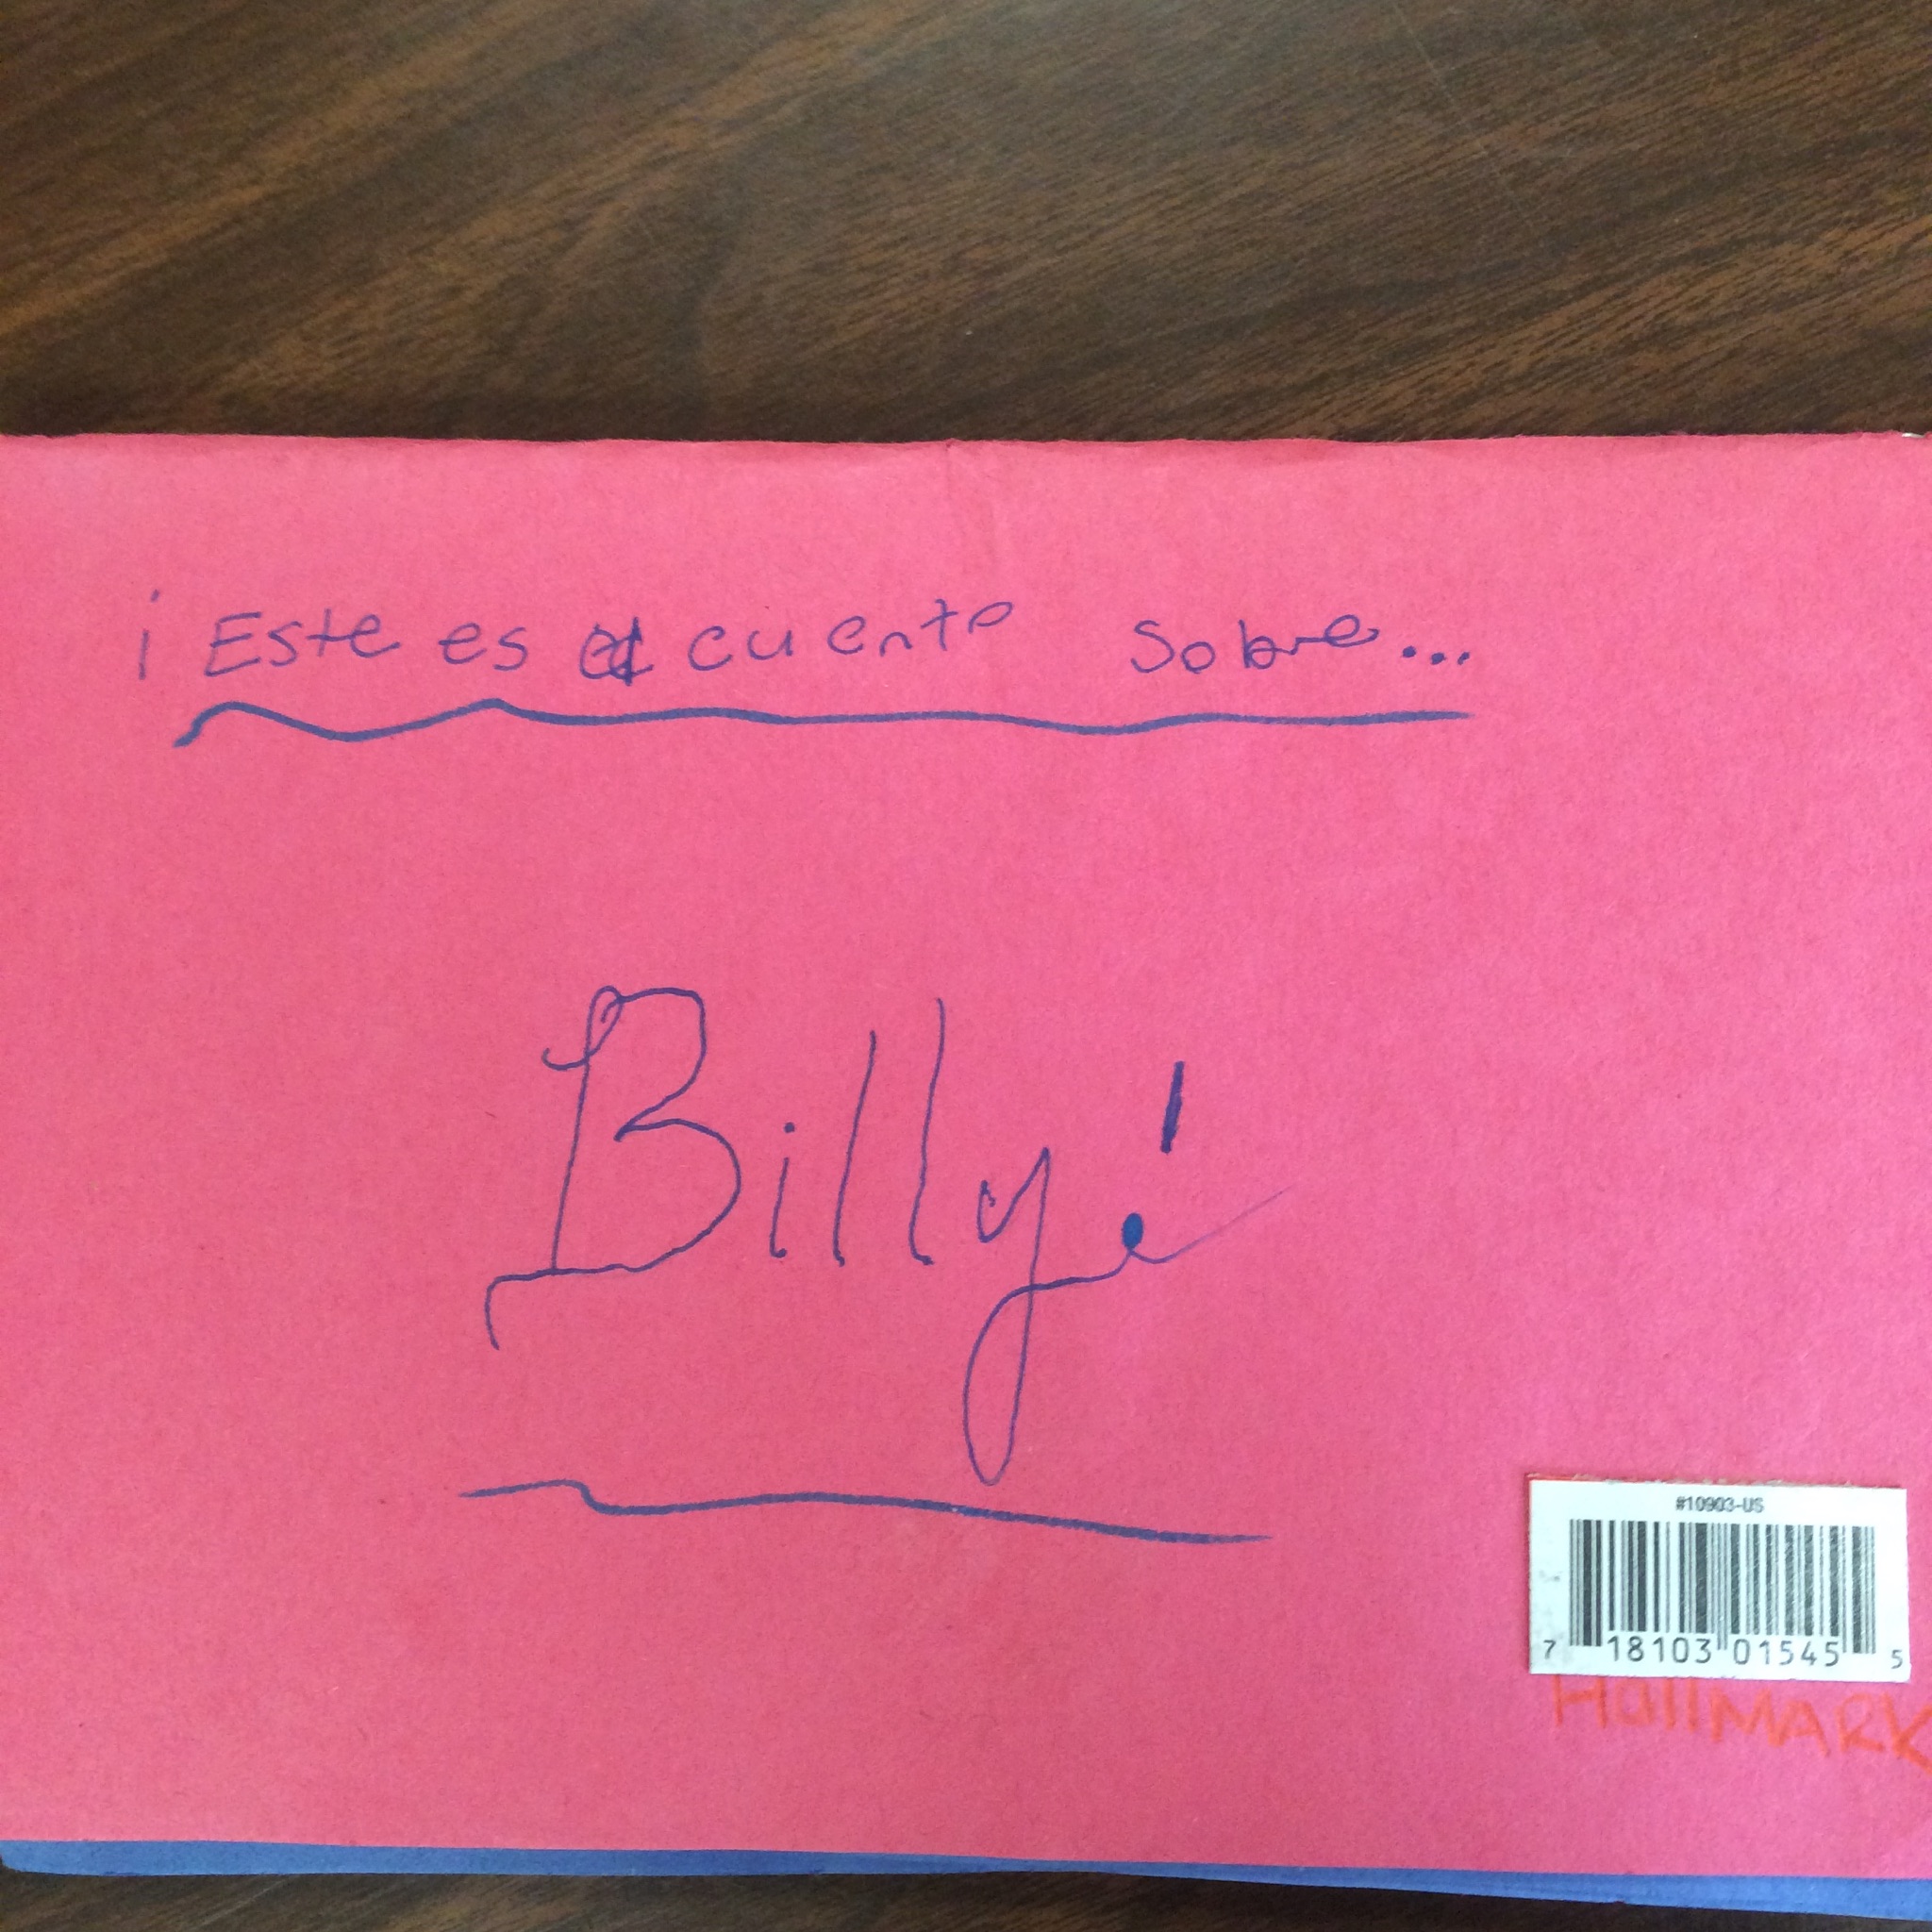 ¡Este es el cuento sobre...
Billy!
#10903-US
7 18103 01545 5
HallMARK